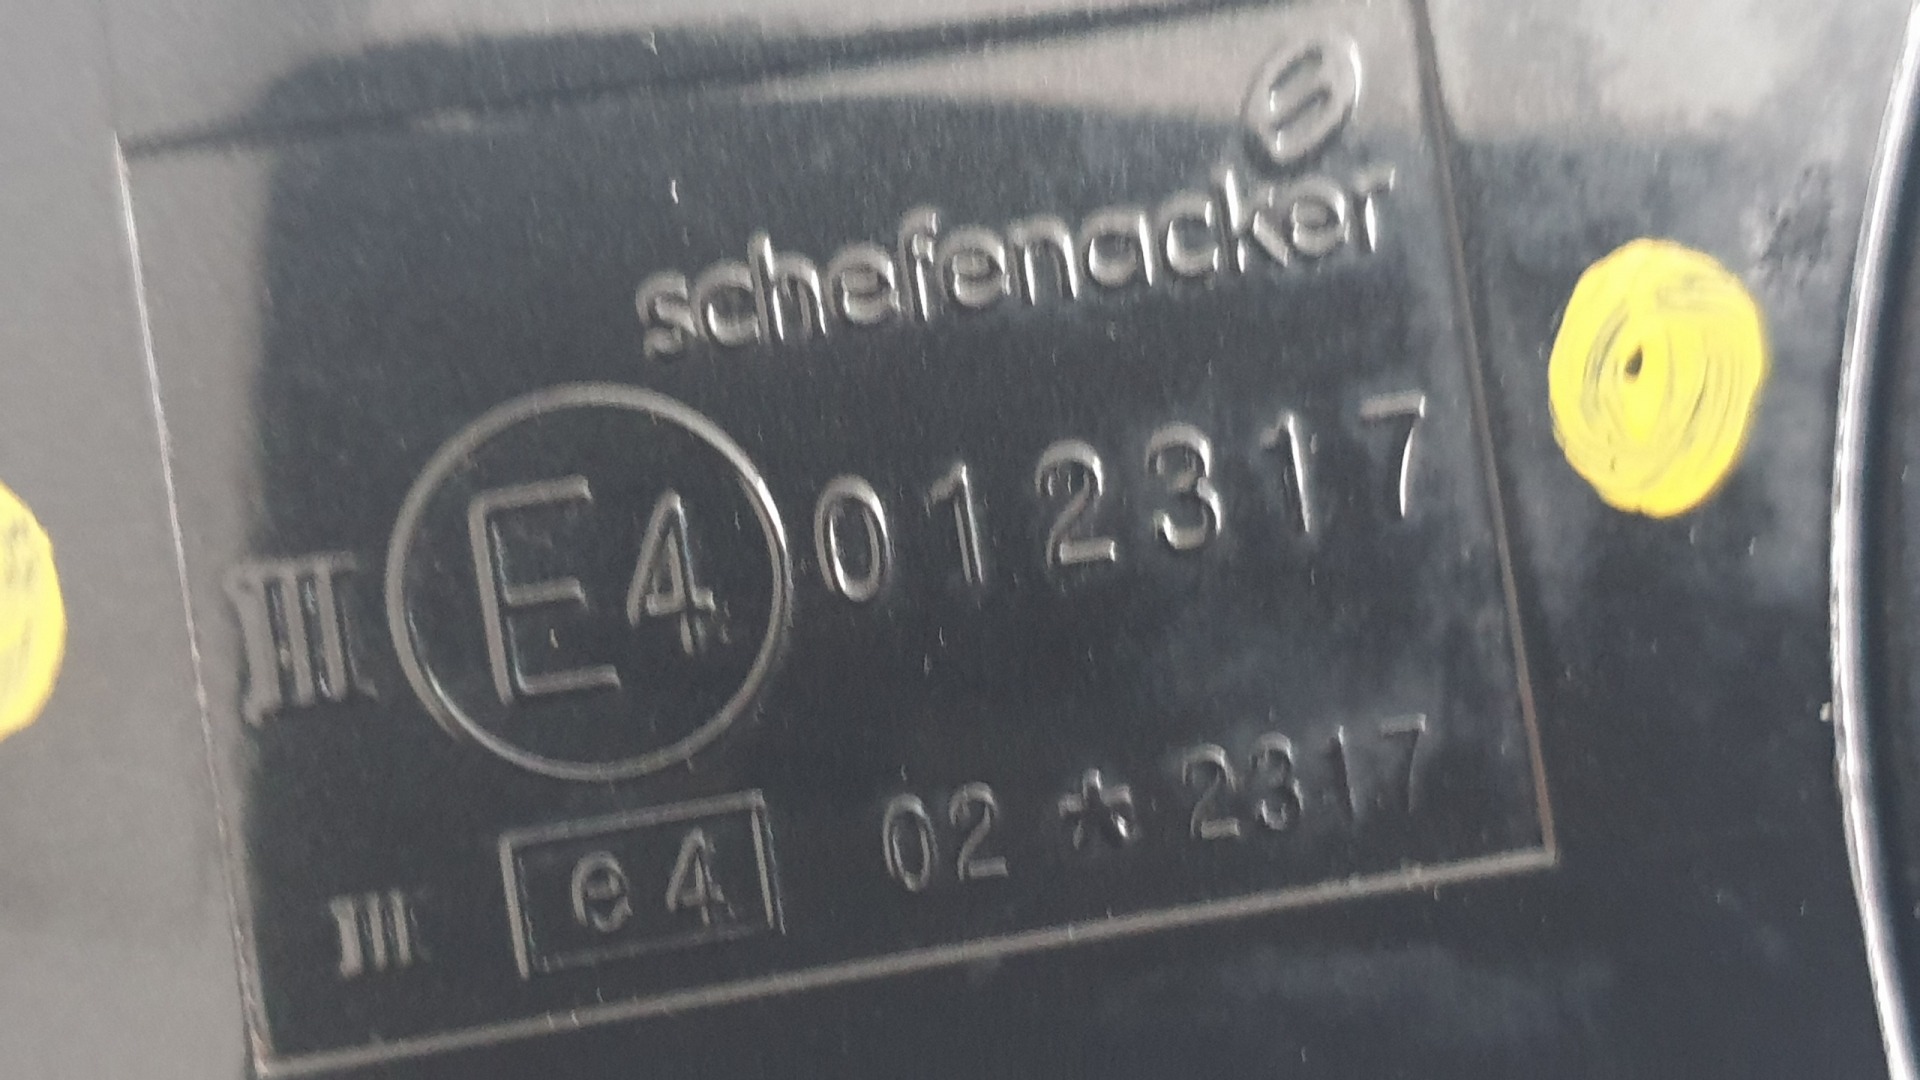 S
schefenacker
III E4 012317
III e4 02 * 2317